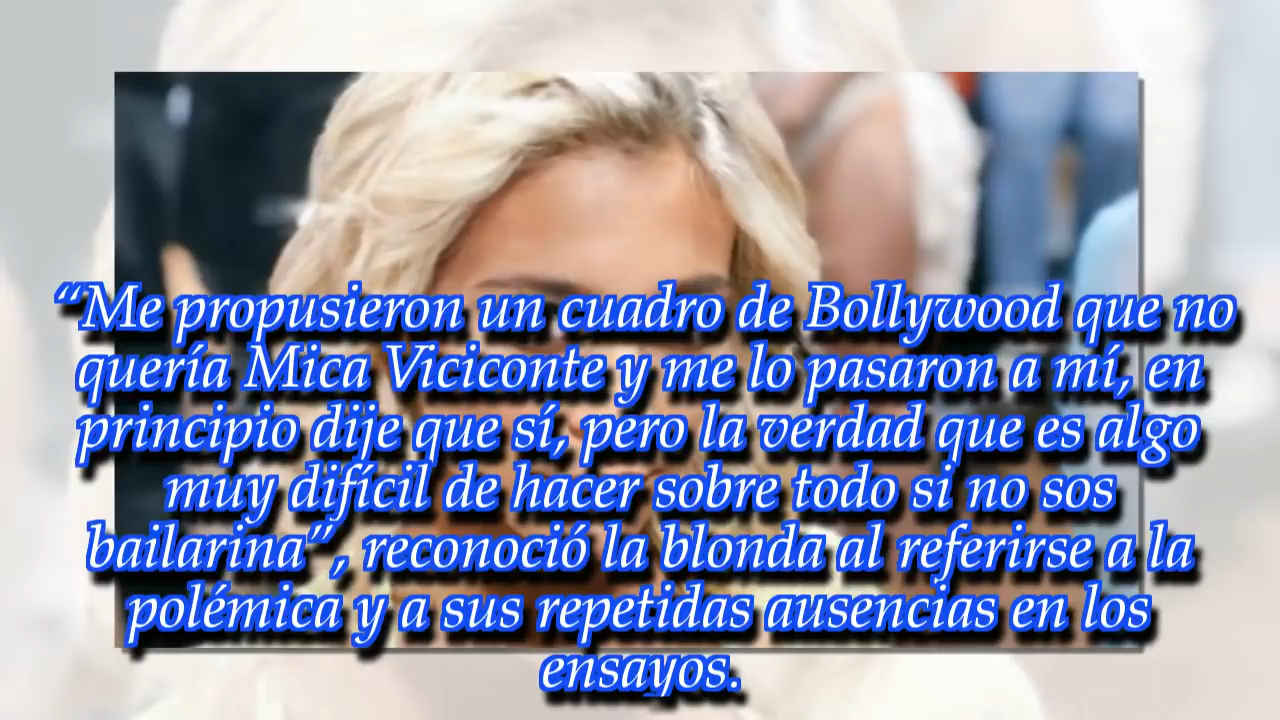 “Me propusieron un cuadro de Bollywood que no
quería Mica Viciconte y me lo pasaron a mí, en
principio dije que sí, pero la verdad que es algo
muy difícil de hacer sobre todo si no sos
bailarina”, reconoció la blonda al referirse a la
polémica y a sus repetidas ausencias en los
ensayos.